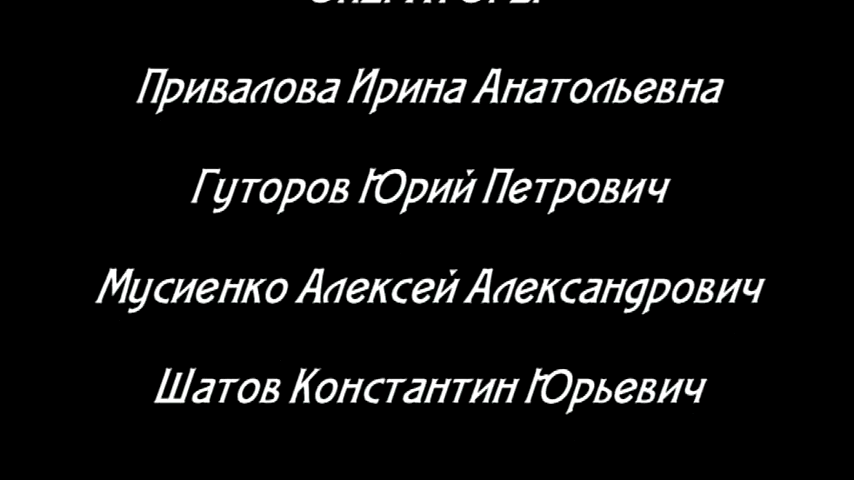 Привалова Ирина Анатольевна
Гуторов Юрий Петрович
Мусиенко Алексей Александрович
Шатов Константин Юрьевич